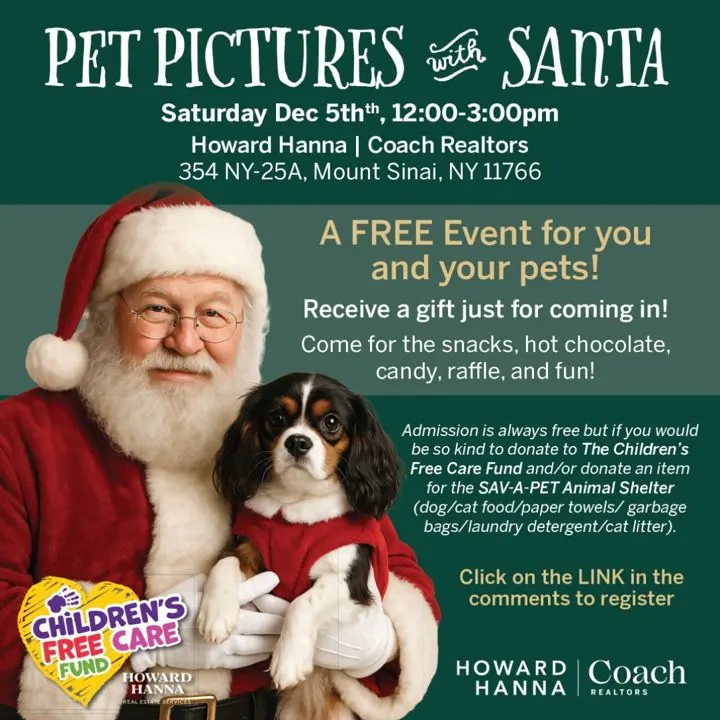 PET PICTURES with SANTA
Saturday Dec 5thth, 12:00-3:00pm
Howard Hanna | Coach Realtors
354 NY-25A, Mount Sinai, NY 11766
A FREE Event for you
and your pets!
Receive a gift just for coming in!
Come for the snacks, hot chocolate,
candy, raffle, and fun!
Admission is always free but if you would
be so kind to donate to The Children's
Free Care Fund and/or donate an item
for the SAV-A-PET Animal Shelter
(dog/cat food/paper towels/ garbage
bags/laundry detergent/cat litter).
Click on the LINK in the
comments to register
CHiLDREN'S
FREE CARE
FUND
HOWARD
HANNA
REAL ESTATE SERVICES
HOWARD
HANNA
Coach
REALTORS